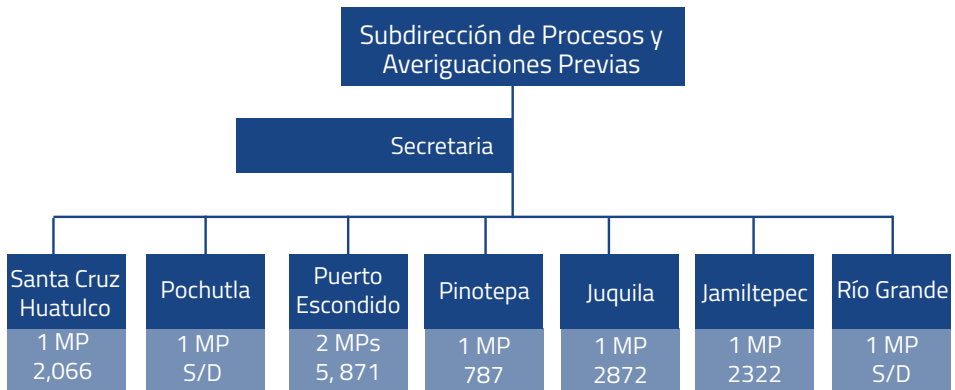 Subdirección de Procesos y
Averiguaciones Previas
Secretaria
Santa Cruz
Huatulco
1 MP
2,066
Pochutla
1 MP
S/D
Puerto
Escondido
2 MPs
5, 871
Pinotepa
1 MP
787
Juquila
1 MP
2872
Jamiltepec
1 MP
2322
Río Grande
1 MP
S/D